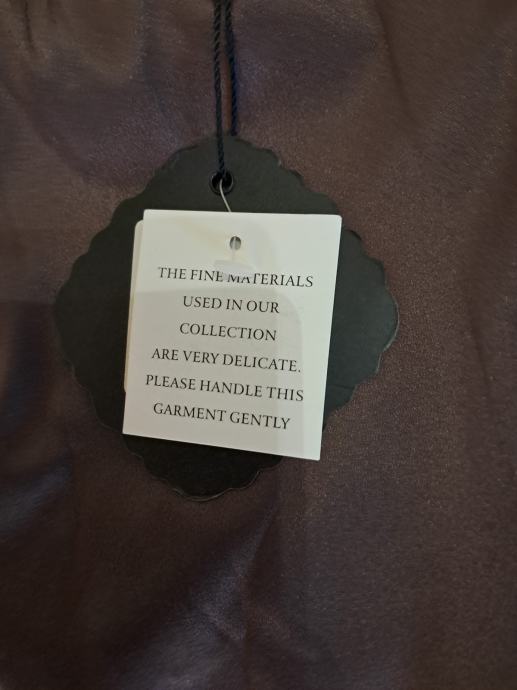 THE FINE MATERIALS
USED IN OUR
COLLECTION
ARE VERY DELICATE.
PLEASE HANDLE THIS
GARMENT GENTLY